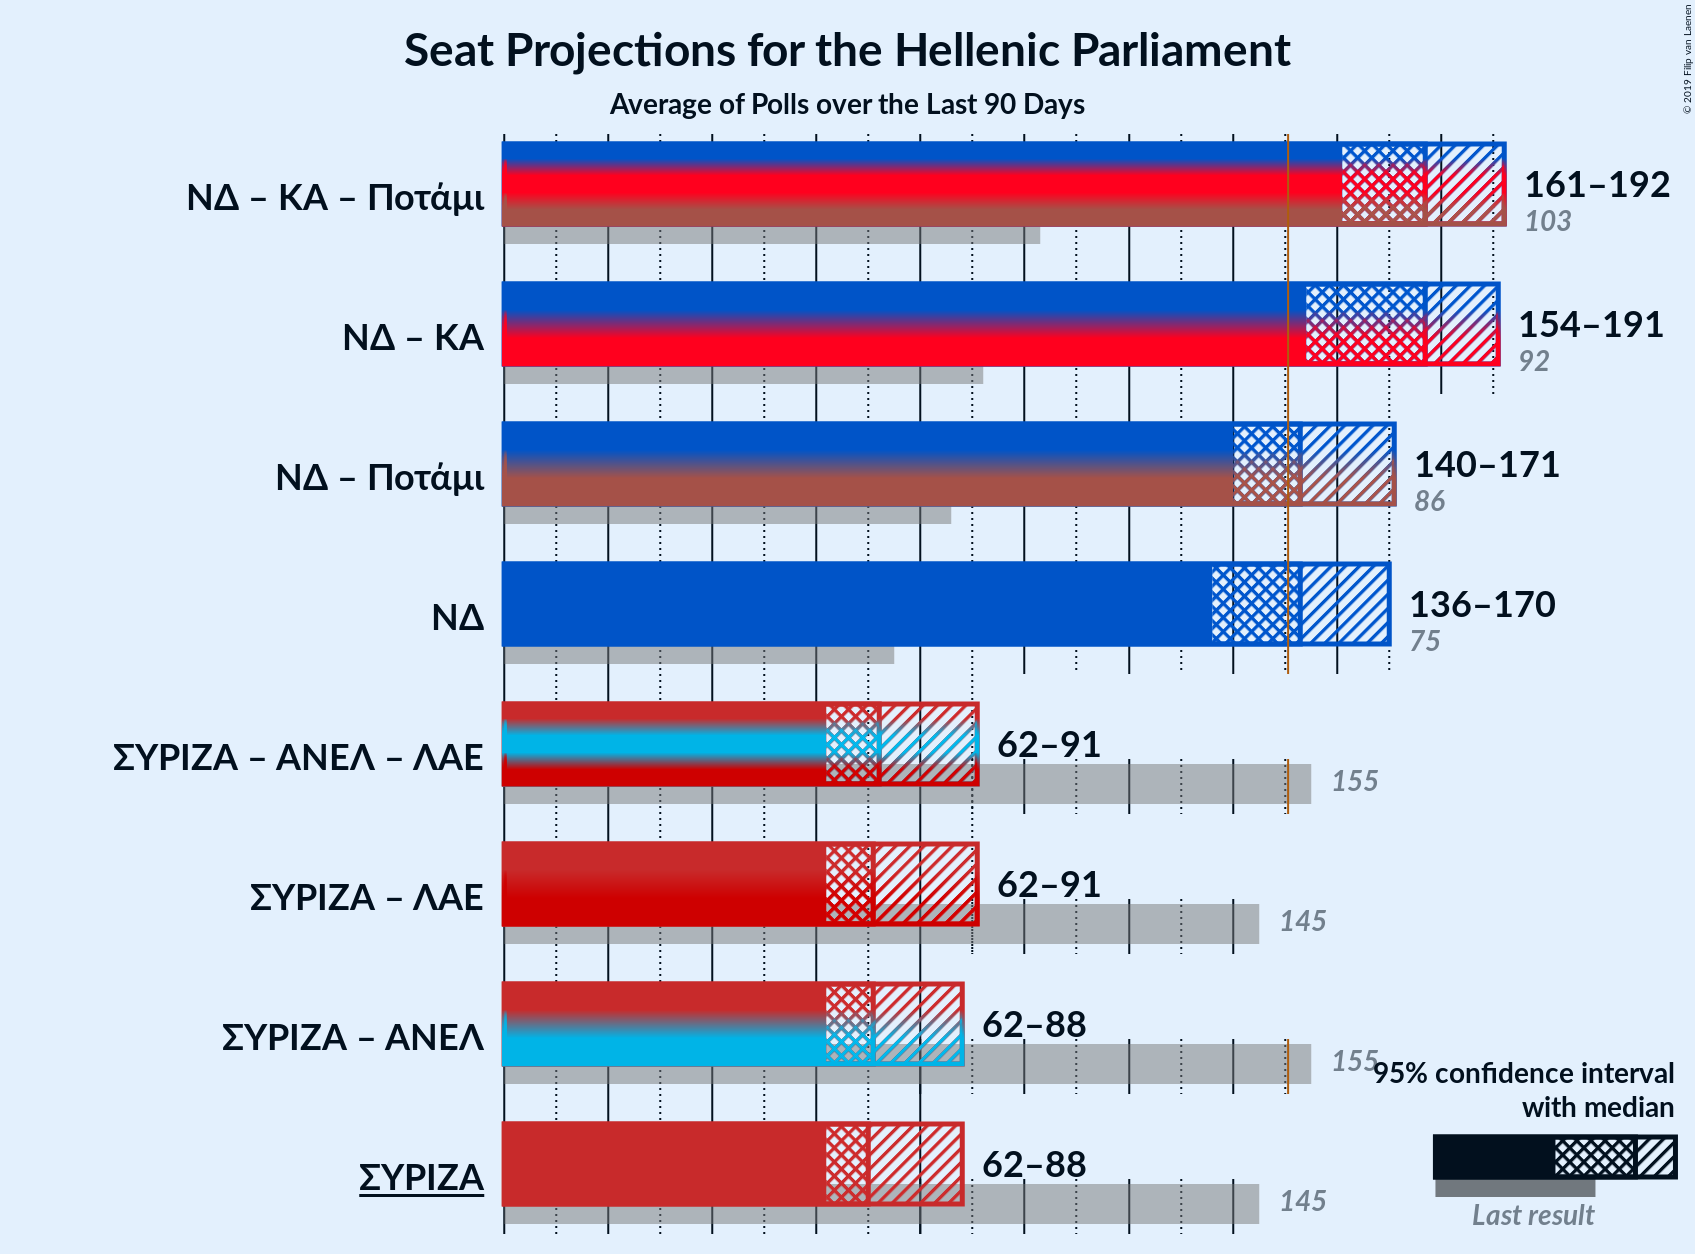 Seat Projections for the Hellenic Parliament
Average of Polls over the Last 90 Days
© 2019 Filip van Laenen
ΝΔ – ΚΑ – Ποτάμι
161–192
103
ΝΔ – ΚΑ
154–191
92
ΝΔ – Ποτάμι
140–171
86
ΝΔ
136–170
75
ΣΥΡΙΖΑ – ΑΝΕΛ – ΛΑΕ
62–91
155
ΣΥΡΙΖΑ – ΛΑΕ
62–91
145
ΣΥΡΙΖΑ – ΑΝΕΛ
62–88
155
ΣΥΡΙΖΑ
62–88
145
95% confidence interval
with median
Last result